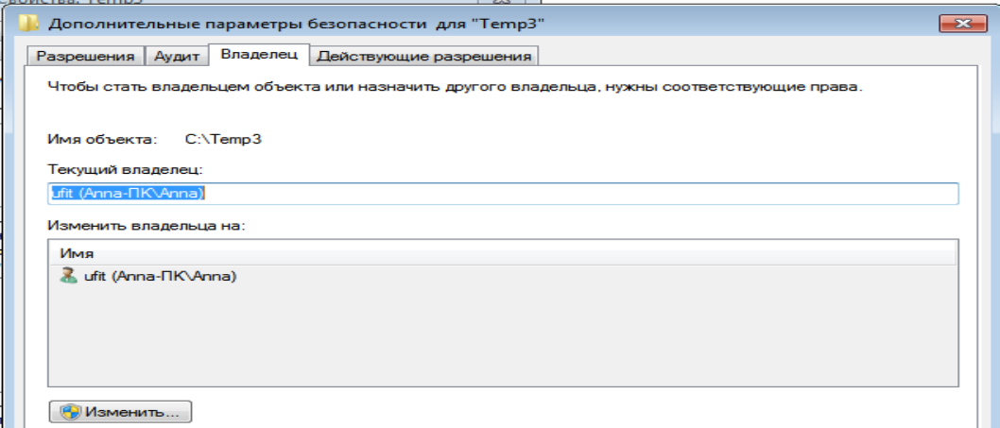 Свойства: Temp3
Дополнительные параметры безопасности для "Temp3"
Разрешения Аудит Владелец Действующие разрешения
Чтобы стать владельцем объекта или назначить другого владельца, нужны соответствующие права.
Имя объекта: C:\Temp3
Текущий владелец:
ufit (Anna-ПК\Anna)
Изменить владельца на:
Имя
ufit (Anna-ПК\Anna)
Изменить...